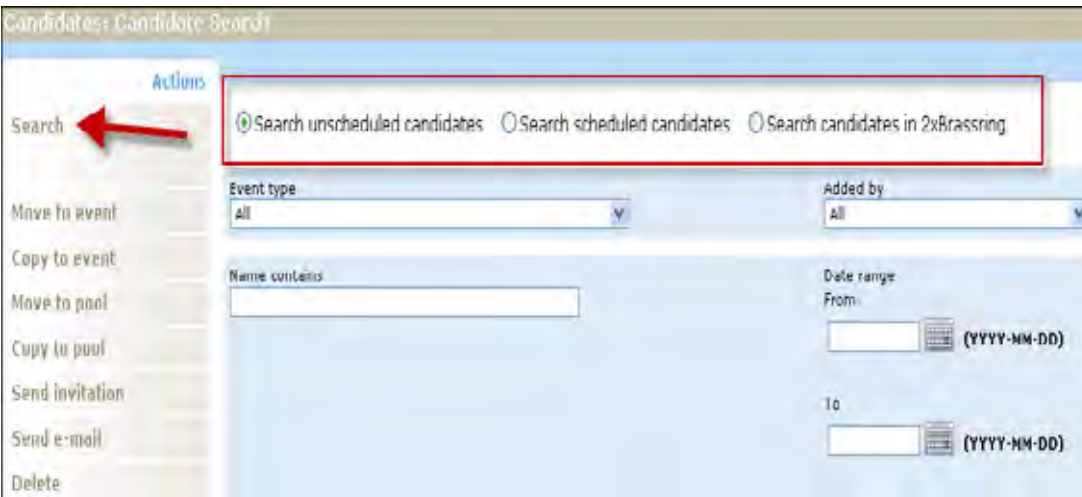 Candidates: Candidate Search
Actions
Search
Search unscheduled candidates Search scheduled candidates Search candidates in 2xBrassring
Event type
All
Added by
All
Move to event
Copy to event
Move to pool
Copy to pool
Send invitation
Send e-mail
Delete
Name contains
Date range
From
(YYYY-MM-DD)
To
(YYYY-MM-DD)